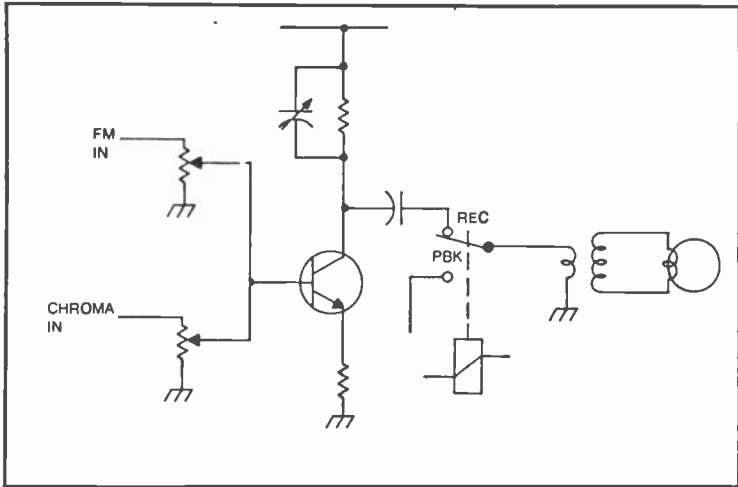 FM
IN
REC
PBK
CHROMA
IN